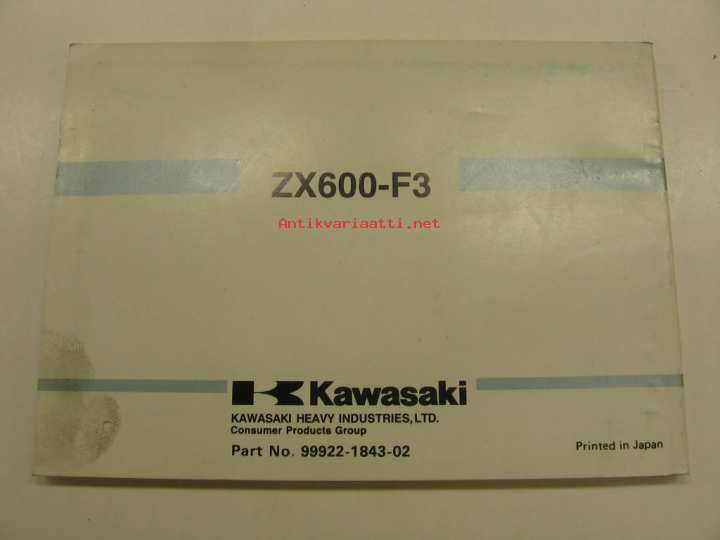 ZX600-F3
Antikvariaatti.net
Kawasaki
KAWASAKI HEAVY INDUSTRIES, LTD.
Consumer Products Group
Part No. 99922-1843-02
Printed in Japan